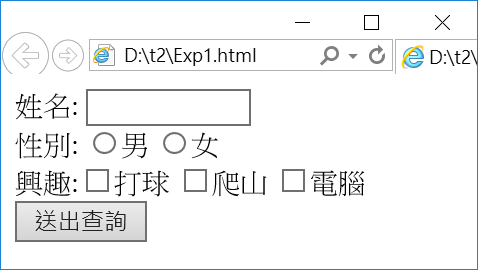 D:\t2\Exp1.html
D:\t2\
姓名:
性別: 男 女
興趣: 打球 爬山 電腦
送出查詢